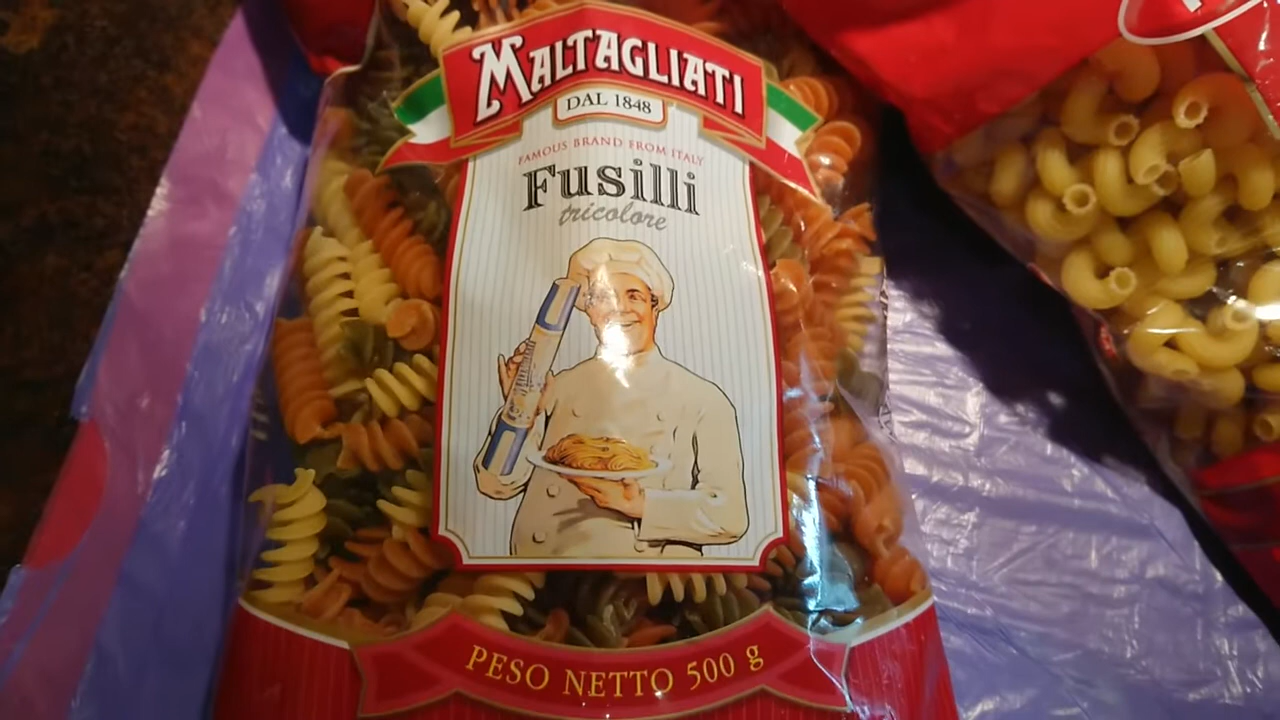 MALTAGLIATI
DAL 1848
FAMOUS BRAND FROM ITALY
Fusilli
tricolore
PESO NETTO 500 g